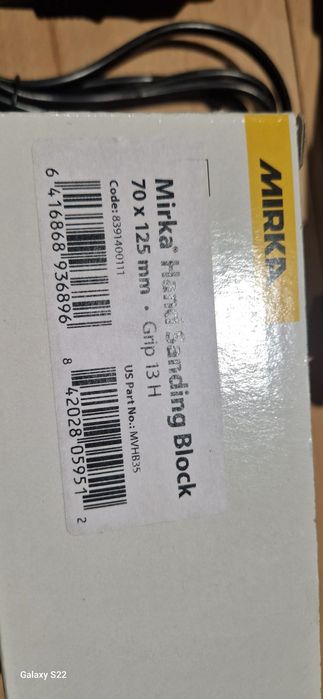 MIRKA
Mirka® Hand Sanding Block
70 x 125 mm • Grip 13 H
Code: 8391400111
US Part No.: MVHB35
6 416868 936896
8 42028 05951 2
Galaxy S22